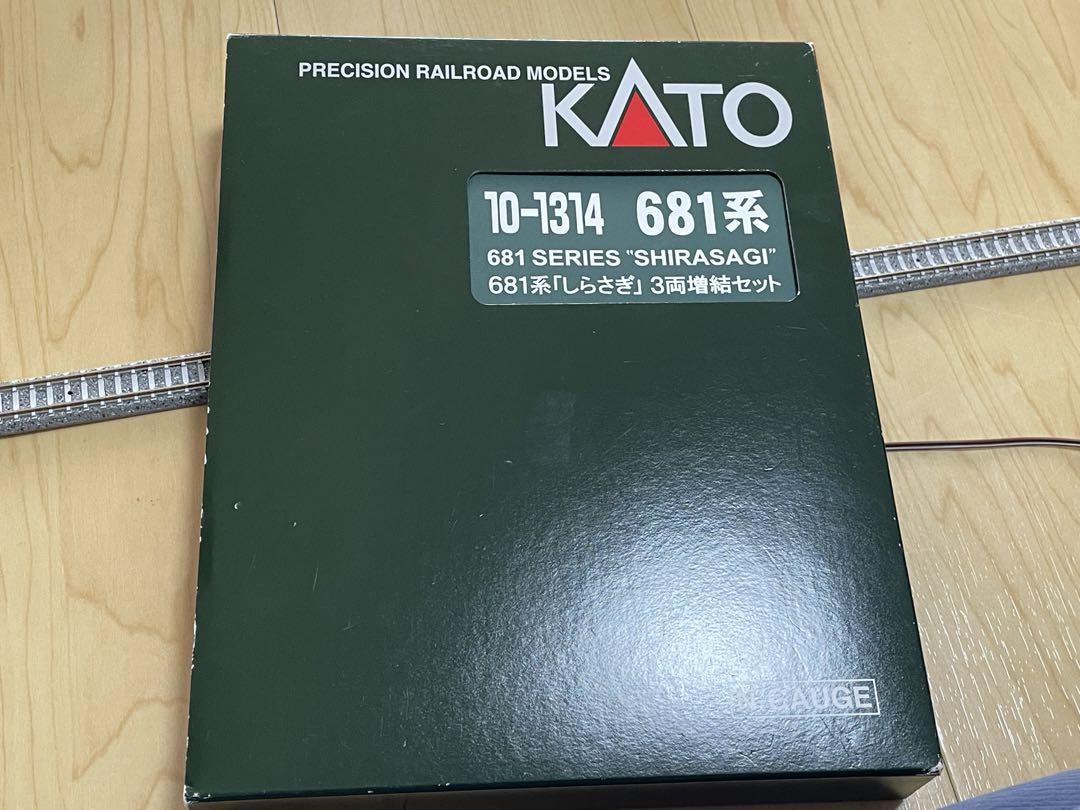 PRECISION RAILROAD MODELS
KATO
10-1314 681系
681 SERIES "SHIRASAGI"
681系「しらさぎ」3両増結セット
N GAUGE